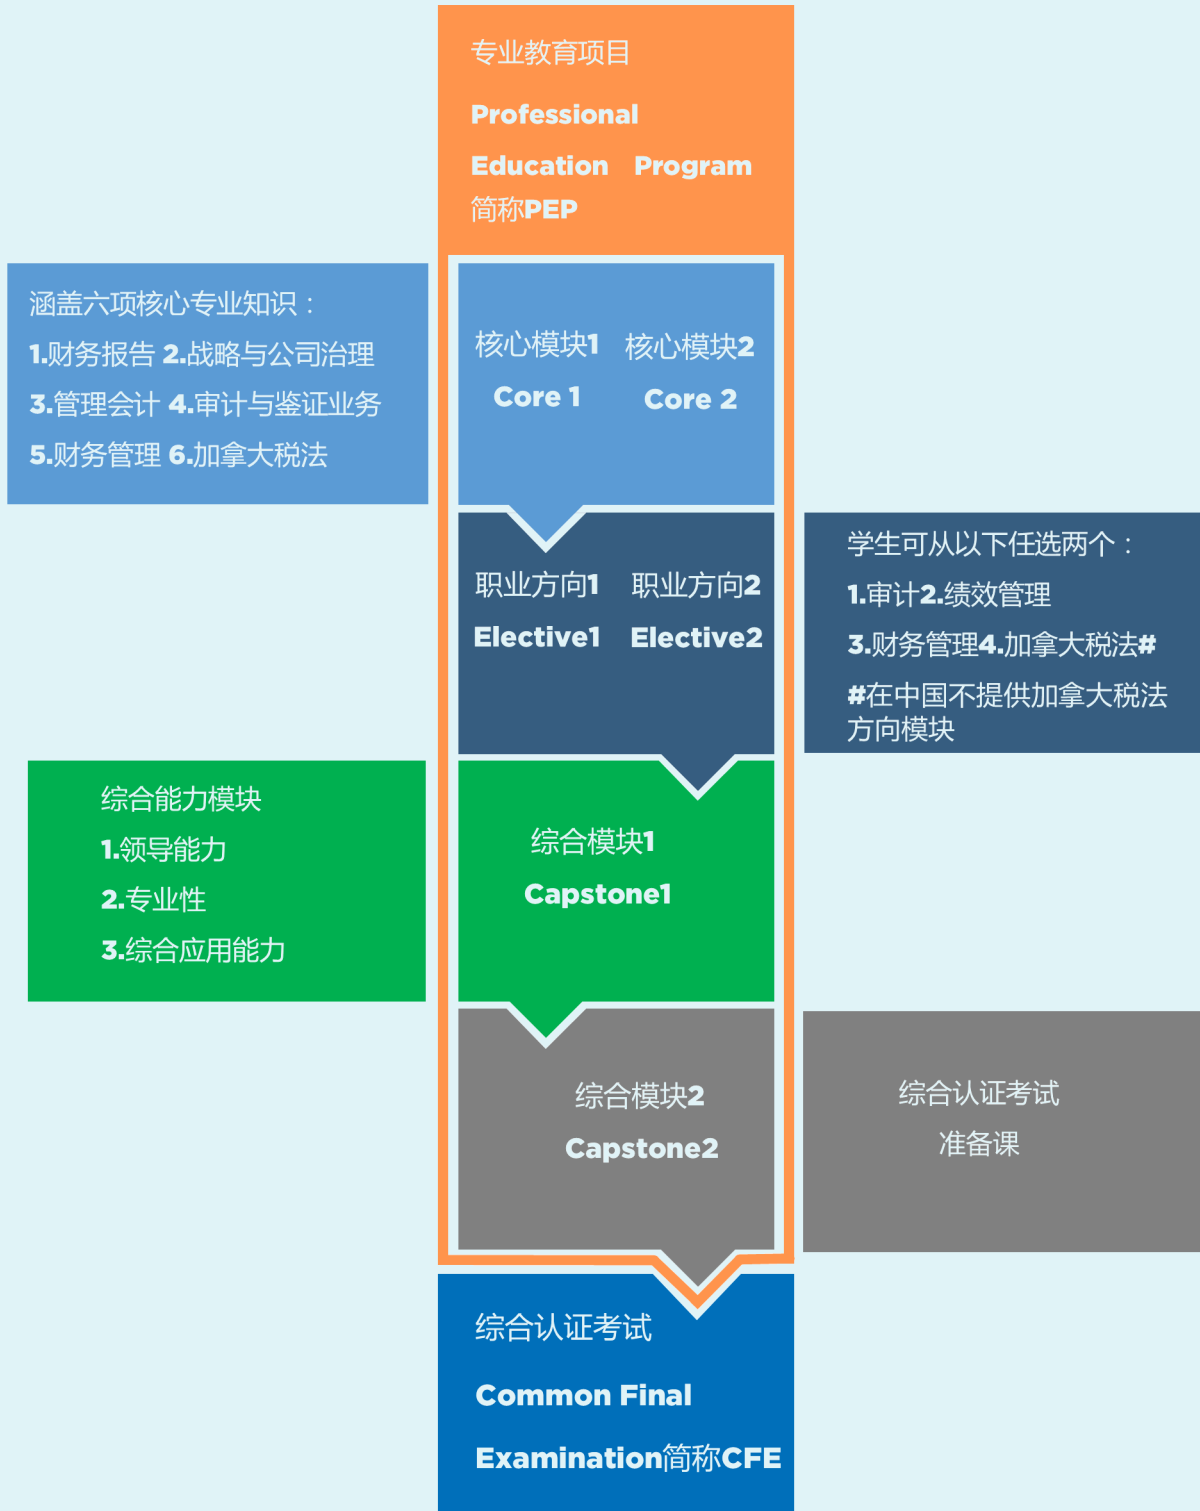 专业教育项目
Professional
Education Program
简称PEP
涵盖六项核心专业知识：
1.财务报告 2.战略与公司治理
3.管理会计 4.审计与鉴证业务
5.财务管理 6.加拿大税法
核心模块1 核心模块2
Core 1 Core 2
职业方向1 职业方向2
Elective1 Elective2
学生可从以下任选两个：
1.审计2.绩效管理
3.财务管理4.加拿大税法#
#在中国不提供加拿大税法
方向模块
综合能力模块
1.领导能力
2.专业性
3.综合应用能力
综合模块1
Capstone1
综合模块2
Capstone2
综合认证考试
准备课
综合认证考试
Common Final
Examination简称CFE